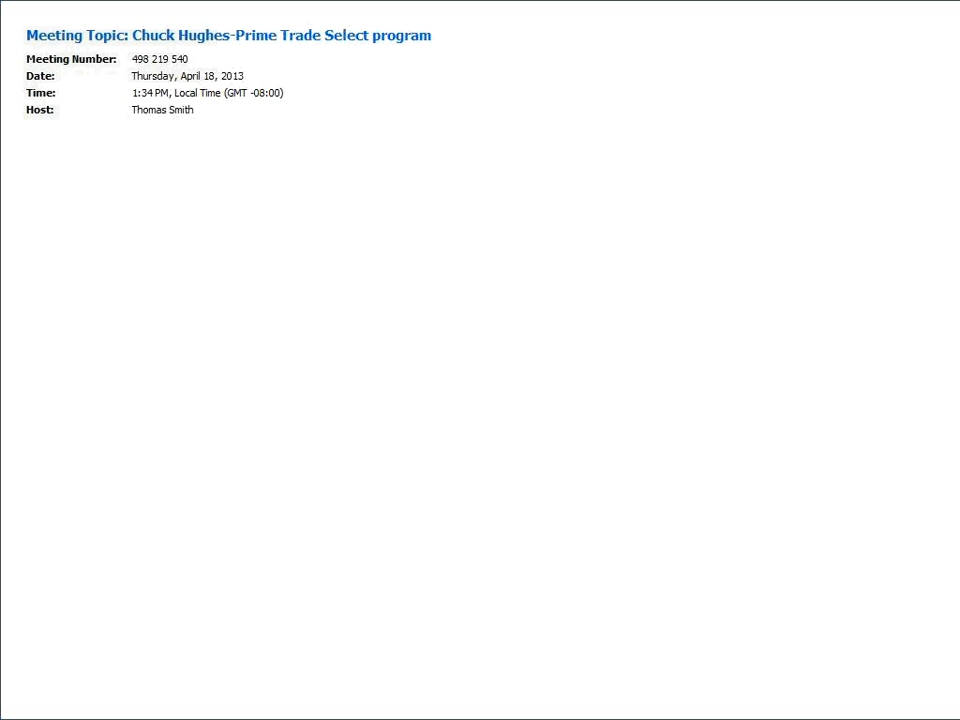 Meeting Topic: Chuck Hughes-Prime Trade Select program
Meeting Number: 498 219 540
Date: Thursday, April 18, 2013
Time: 1:34 PM, Local Time (GMT -08:00)
Host: Thomas Smith